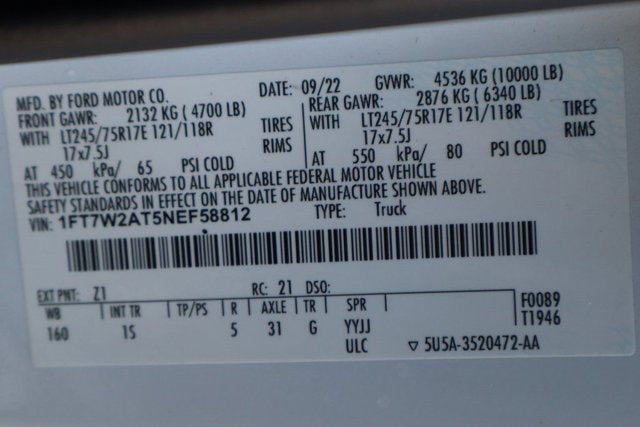 MFD. BY FORD MOTOR CO. DATE: 09/22 GVWR: 4536 KG (10000 LB)
FRONT GAWR: 2132 KG ( 4700 LB) REAR GAWR: 2876 KG ( 6340 LB)
WITH LT245/75R17E 121/118R TIRES WITH LT245/75R17E 121/118R TIRES
17x7.5J RIMS 17x7.5J RIMS
AT 450 kPa/ 65 PSI COLD AT 550 kPa/ 80 PSI COLD
THIS VEHICLE CONFORMS TO ALL APPLICABLE FEDERAL MOTOR VEHICLE
SAFETY STANDARDS IN EFFECT ON THE DATE OF MANUFACTURE SHOWN ABOVE.
VIN: 1FT7W2AT5NEF58812 TYPE: Truck
EXT PNT: Z1 RC: 21 DSO:
WB INT TR TP/PS R AXLE TR SPR F0089
160 1S 5 31 G YYJJ T1946
ULC ▽ 5U5A-3520472-AA